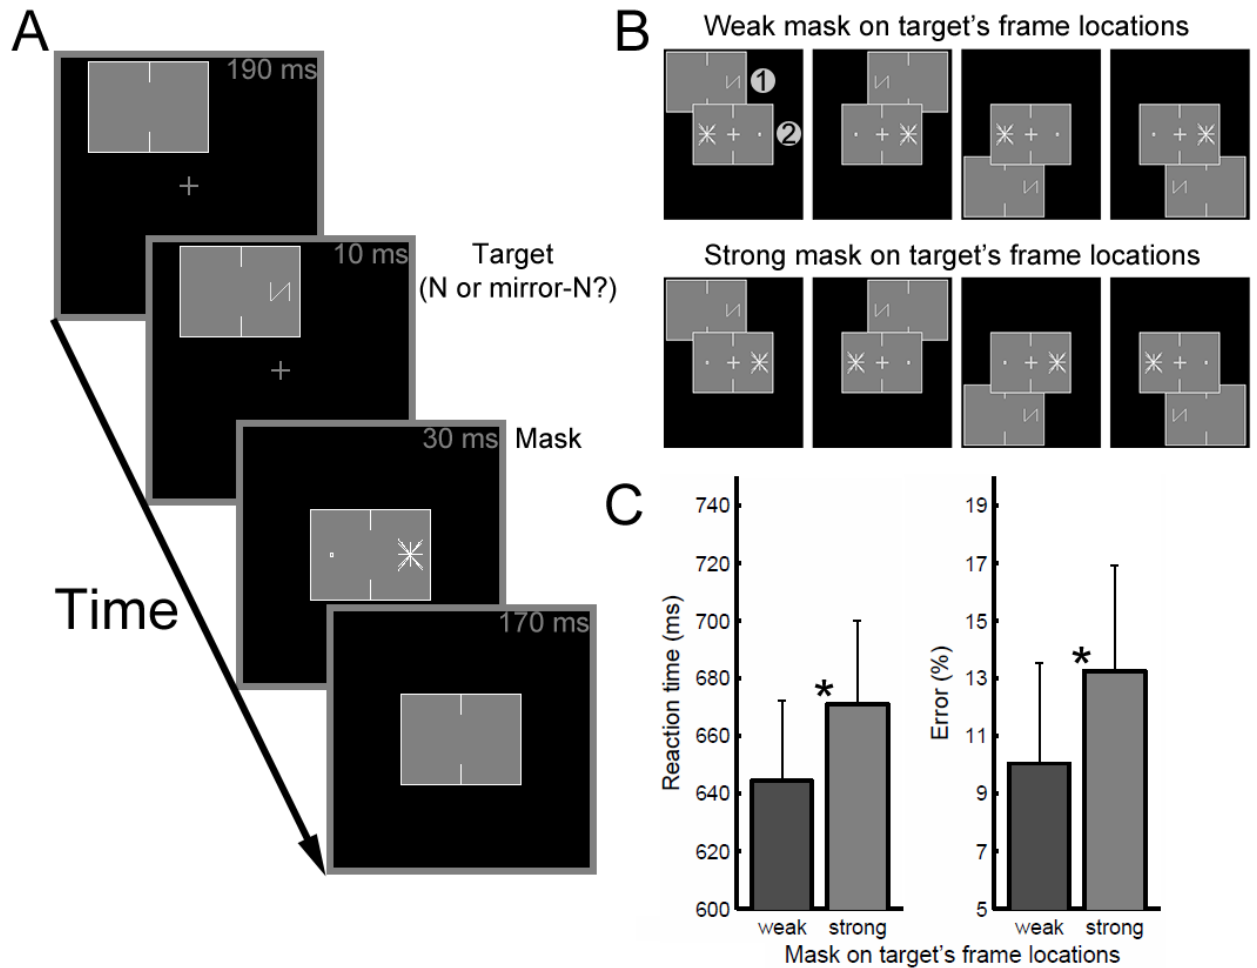 A
190 ms
10 ms
Target
(N or mirror-N?)
30 ms
Mask
170 ms
Time
B
Weak mask on target's frame locations
1
2
Strong mask on target's frame locations
C
Reaction time (ms)
740
720
700
680
660
640
620
600
weak
strong
Error (%)
19
17
15
13
11
9
7
5
weak
strong
*
*
Mask on target's frame locations